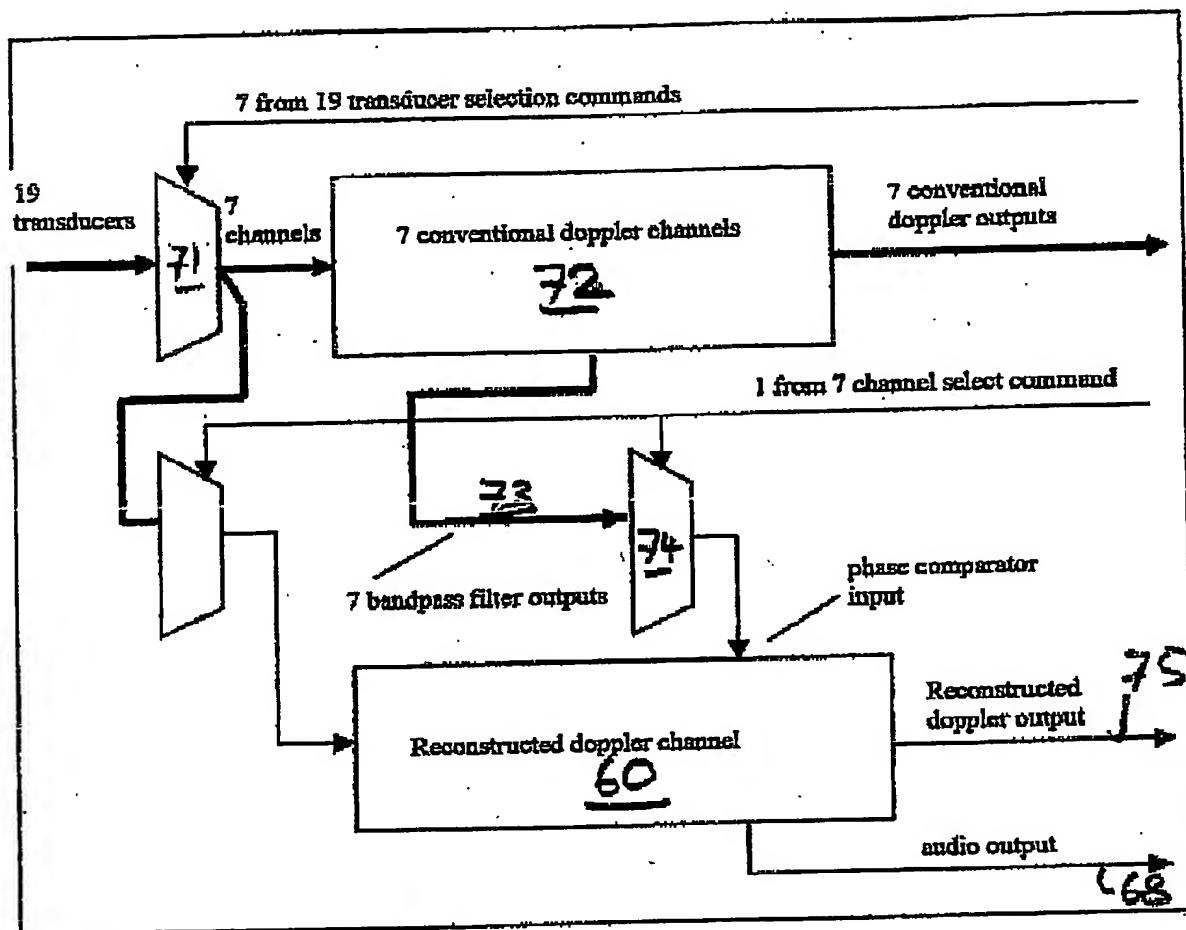 7 from 19 transducer selection commands
19
transducers
71
7
channels
7 conventional doppler channels
72
7 conventional
doppler outputs
1 from 7 channel select command
73
74
7 bandpass filter outputs
phase comparator
input
Reconstructed doppler channel
60
Reconstructed
doppler output
75
audio output
68